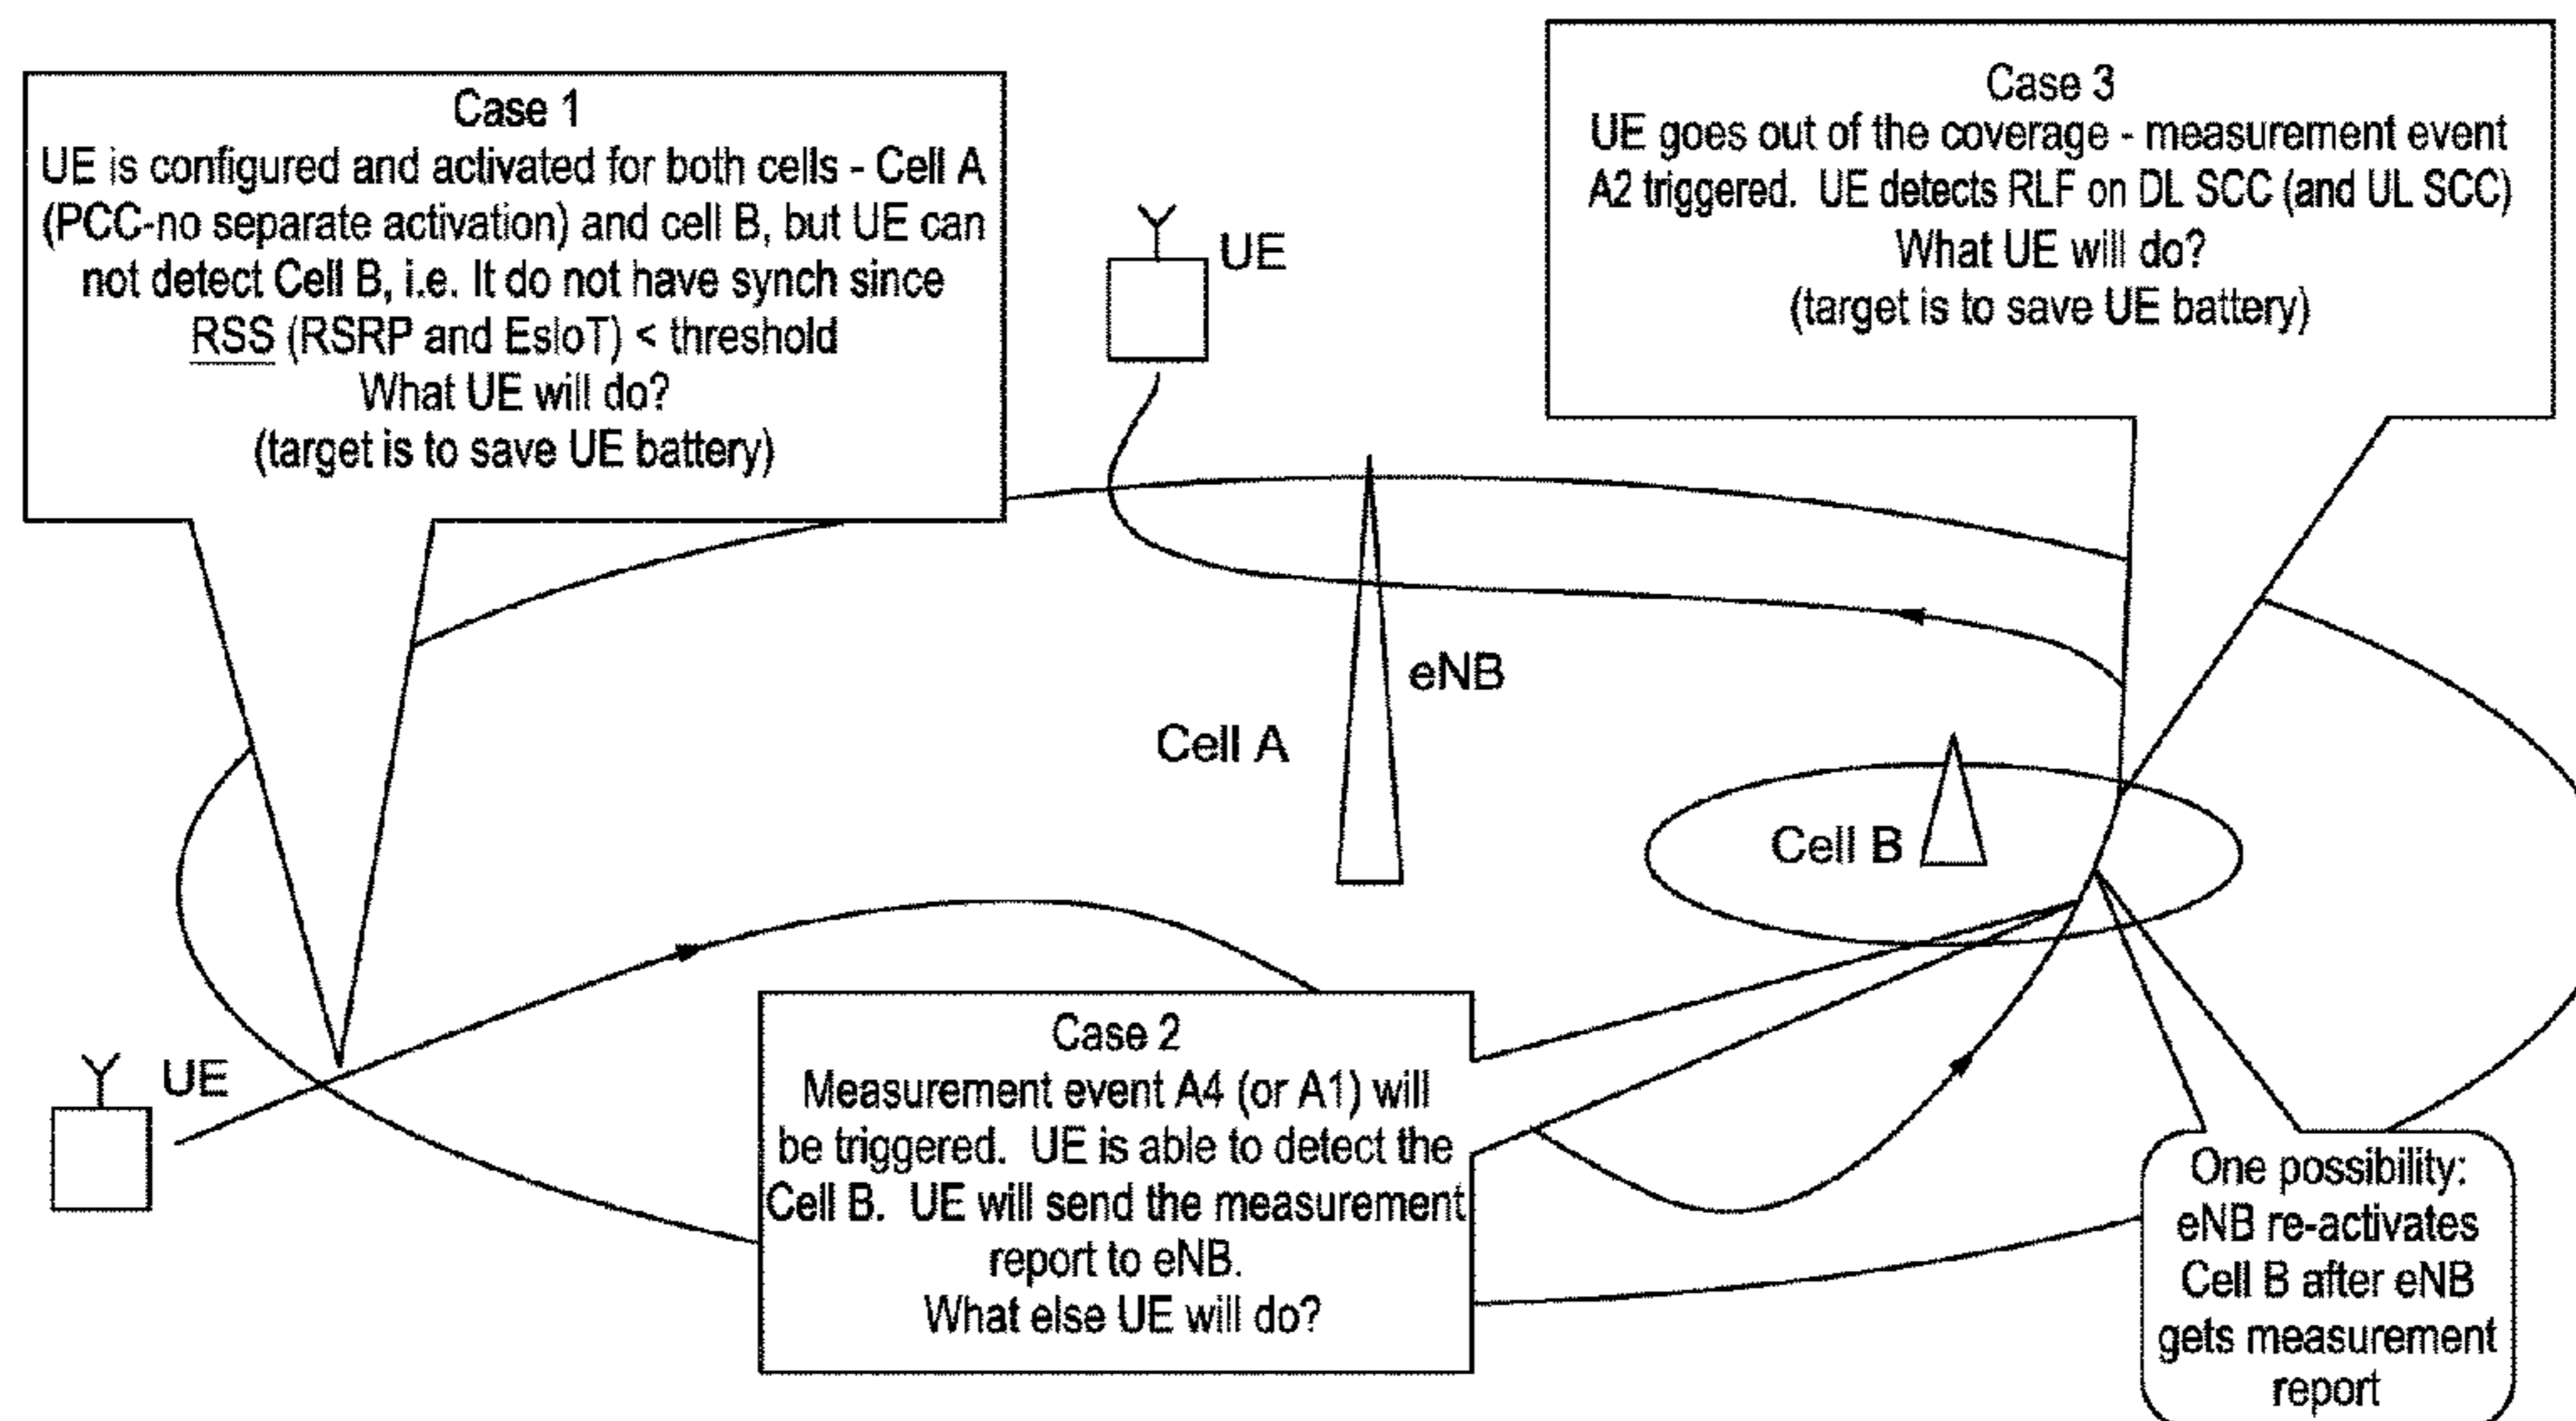 Case 1
UE is configured and activated for both cells - Cell A
(PCC-no separate activation) and cell B, but UE can
not detect Cell B, i.e. It do not have synch since
RSS (RSRP and EsIoT) < threshold
What UE will do?
(target is to save UE battery)
Case 3
UE goes out of the coverage - measurement event
A2 triggered. UE detects RLF on DL SCC (and UL SCC)
What UE will do?
(target is to save UE battery)
UE
eNB
Cell A
Cell B
UE
Case 2
Measurement event A4 (or A1) will
be triggered. UE is able to detect the
Cell B. UE will send the measurement
report to eNB.
What else UE will do?
One possibility:
eNB re-activates
Cell B after eNB
gets measurement
report